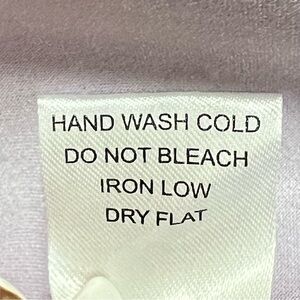 HAND WASH COLD
DO NOT BLEACH
IRON LOW
DRY FLAT